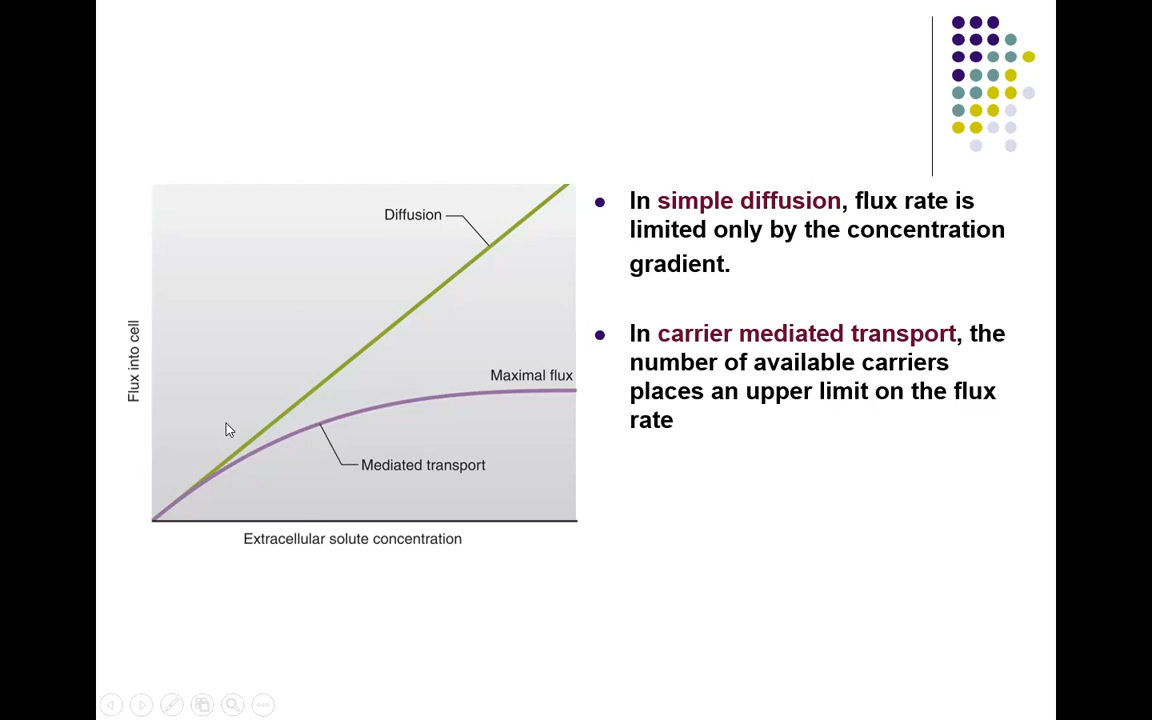 Diffusion
Maximal flux
Mediated transport
Flux into cell
Extracellular solute concentration
In simple diffusion, flux rate is
limited only by the concentration
gradient.
In carrier mediated transport, the
number of available carriers
places an upper limit on the flux
rate